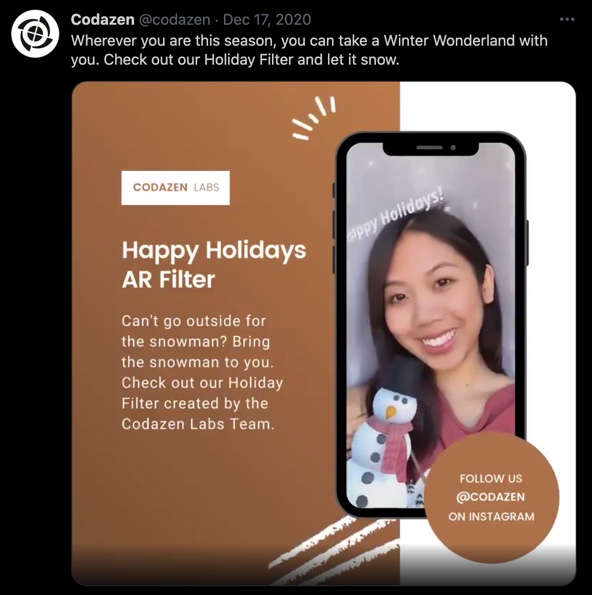 Codazen @codazen · Dec 17, 2020
Wherever you are this season, you can take a Winter Wonderland with
you. Check out our Holiday Filter and let it snow.
CODAZEN LABS
Happy Holidays
AR Filter
Can't go outside for
the snowman? Bring
the snowman to you.
Check out our Holiday
Filter created by the
Codazen Labs Team.
appy Holidays!
FOLLOW US
@CODAZEN
ON INSTAGRAM